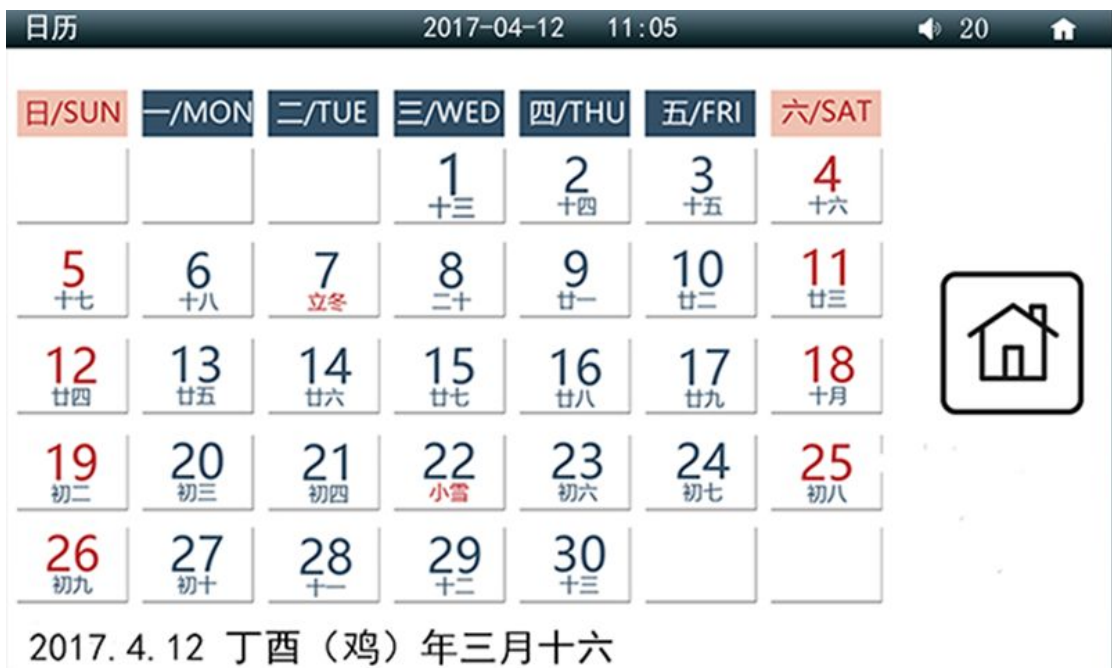 日历 2017-04-12 11:05 20
日/SUN 一/MON 二/TUE 三/WED 四/THU 五/FRI 六/SAT
1 2 3 4
十三 十四 十五 十六
5 6 7 8 9 10 11
十七 十八 立冬 二十 廿一 廿二 廿三
12 13 14 15 16 17 18
廿四 廿五 廿六 廿七 廿八 廿九 十月
19 20 21 22 23 24 25
初二 初三 初四 小雪 初六 初七 初八
26 27 28 29 30
初九 初十 十一 十二 十三
2017.4.12 丁酉（鸡）年三月十六